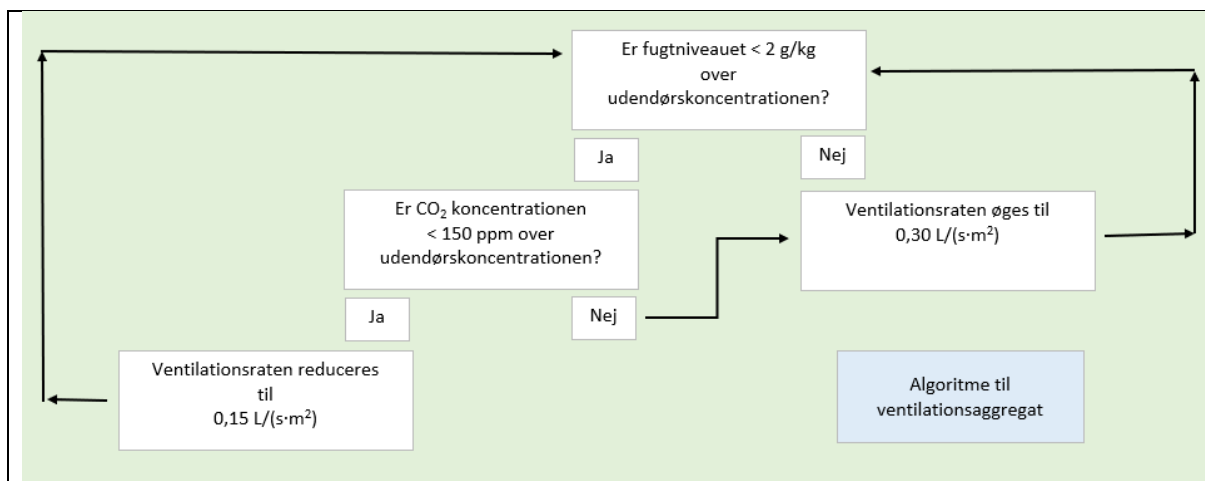 Er fugtniveauet < 2 g/kg
over
udendørskoncentrationen?
Ja
Nej
Er CO₂ koncentrationen
< 150 ppm over
udendørskoncentrationen?
Ventilationsraten øges til
0,30 L/(s·m²)
Ja
Nej
Ventilationsraten reduceres
til
0,15 L/(s·m²)
Algoritme til
ventilationsaggregat